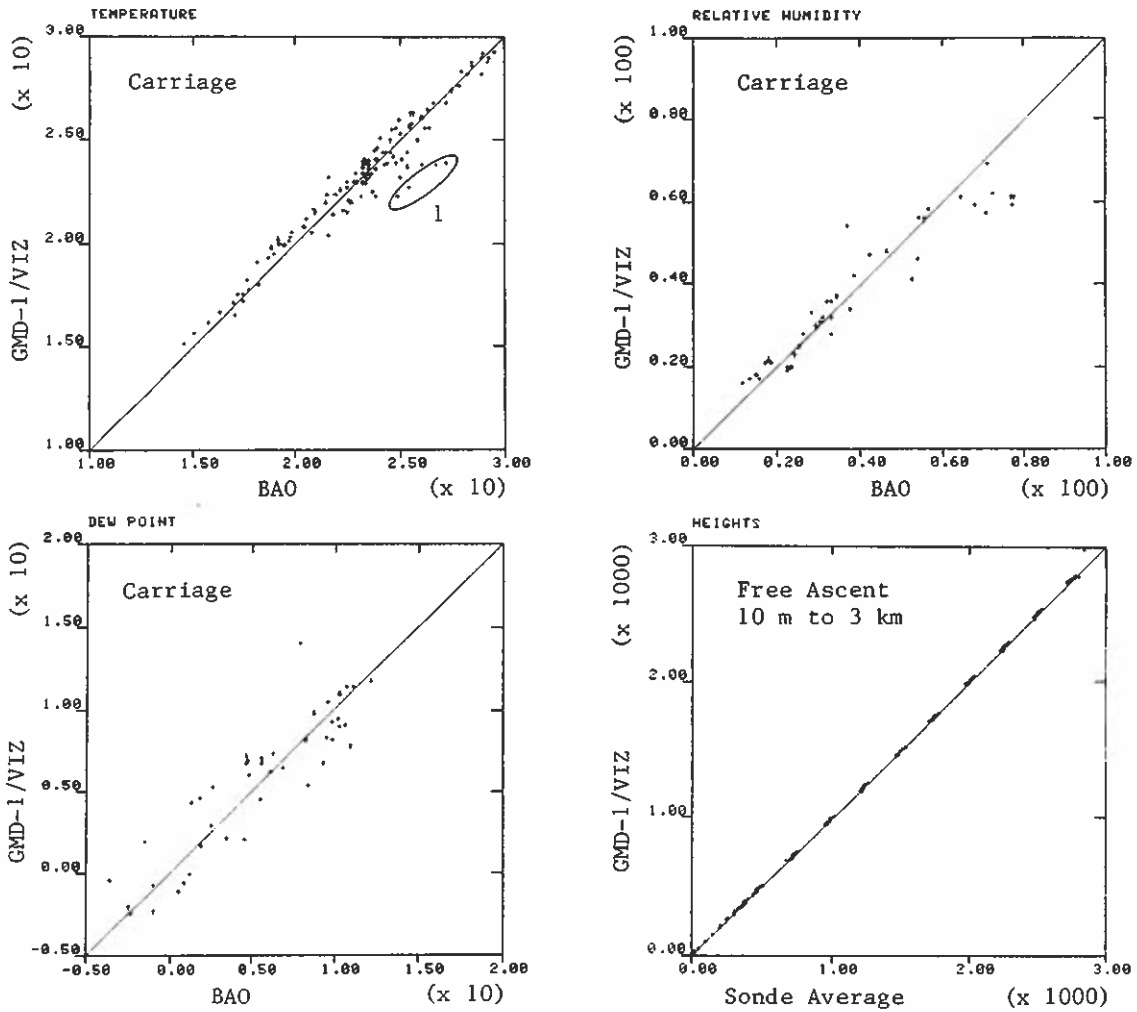 TEMPERATURE
(x 10)
GMD-1/VIZ
3.00
2.50
2.00
1.50
1.00
Carriage
1
1.00 1.50 2.00 2.50 3.00
BAO (x 10)
RELATIVE HUMIDITY
(x 100)
GMD-1/VIZ
1.00
0.80
0.60
0.40
0.20
0.00
Carriage
0.00 0.20 0.40 0.60 0.80 1.00
BAO (x 100)
DEW POINT
(x 10)
GMD-1/VIZ
2.00
1.50
1.00
0.50
0.00
-0.50
Carriage
-0.50 0.00 0.50 1.00 1.50 2.00
BAO (x 10)
HEIGHTS
(x 1000)
GMD-1/VIZ
3.00
2.00
1.00
0.00
Free Ascent
10 m to 3 km
0.00 1.00 2.00 3.00
Sonde Average (x 1000)